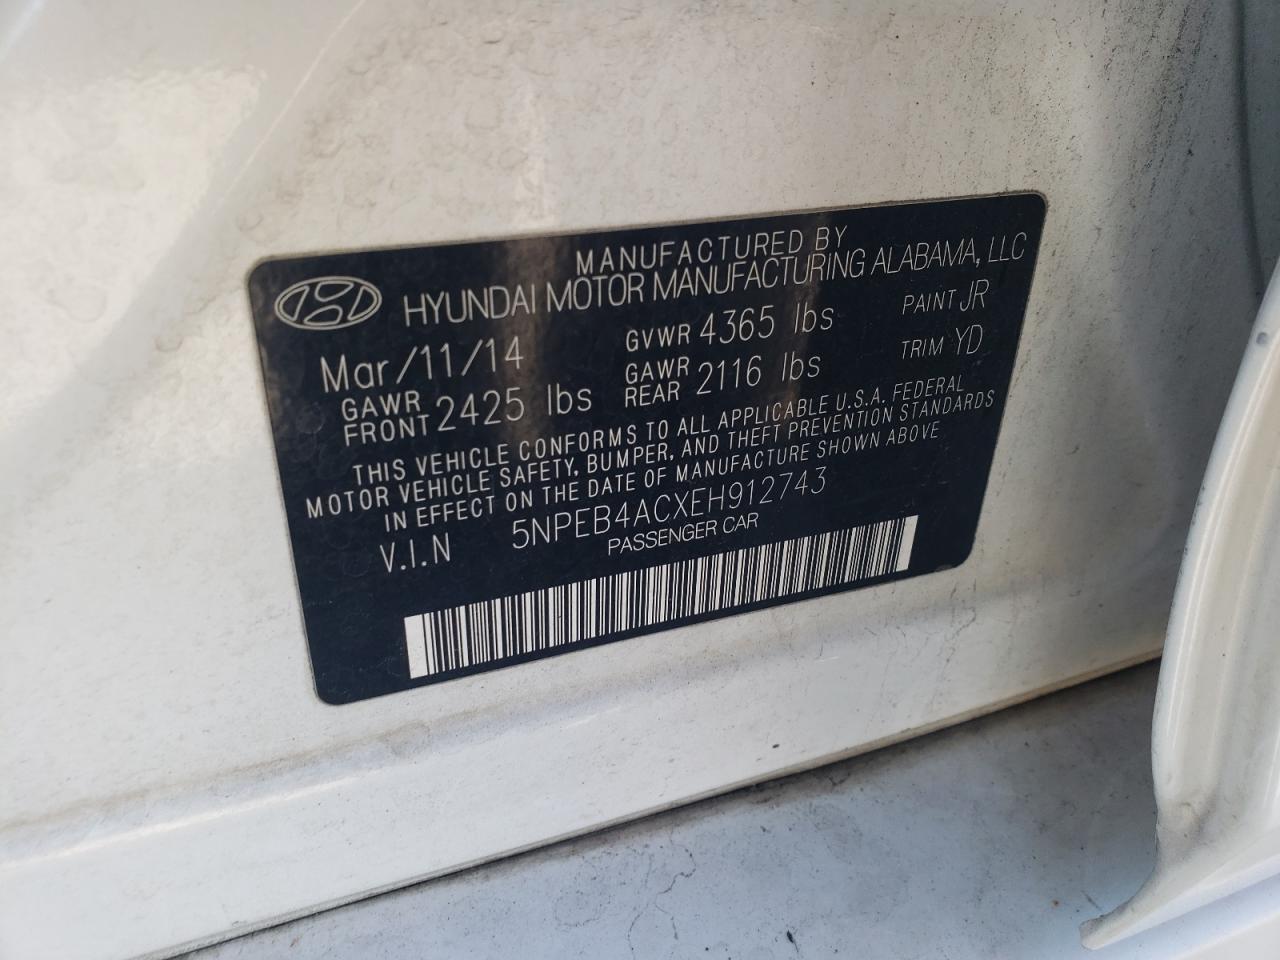 MANUFACTURED BY
HYUNDAI MOTOR MANUFACTURING ALABAMA, LLC
Mar/11/14 GVWR 4365 lbs PAINT JR
GAWR FRONT 2425 lbs GAWR REAR 2116 lbs TRIM YD
THIS VEHICLE CONFORMS TO ALL APPLICABLE U.S.A. FEDERAL
MOTOR VEHICLE SAFETY, BUMPER, AND THEFT PREVENTION STANDARDS
IN EFFECT ON THE DATE OF MANUFACTURE SHOWN ABOVE
V.I.N 5NPEB4ACXEH912743
PASSENGER CAR